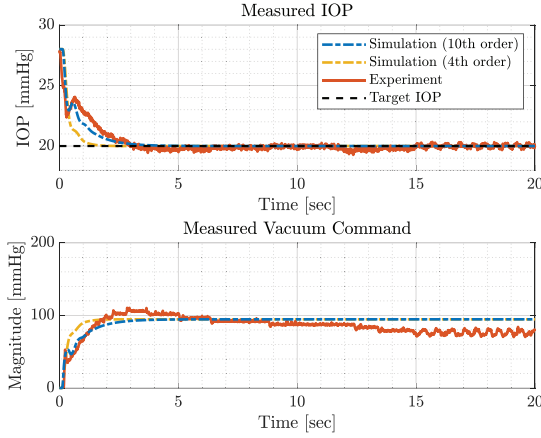 Measured IOP
30
25
20
IOP [mmHg]
Simulation (10th order)
Simulation (4th order)
Experiment
Target IOP
0
5
10
15
20
Time [sec]
Measured Vacuum Command
200
100
0
Magnitude [mmHg]
0
5
10
15
20
Time [sec]